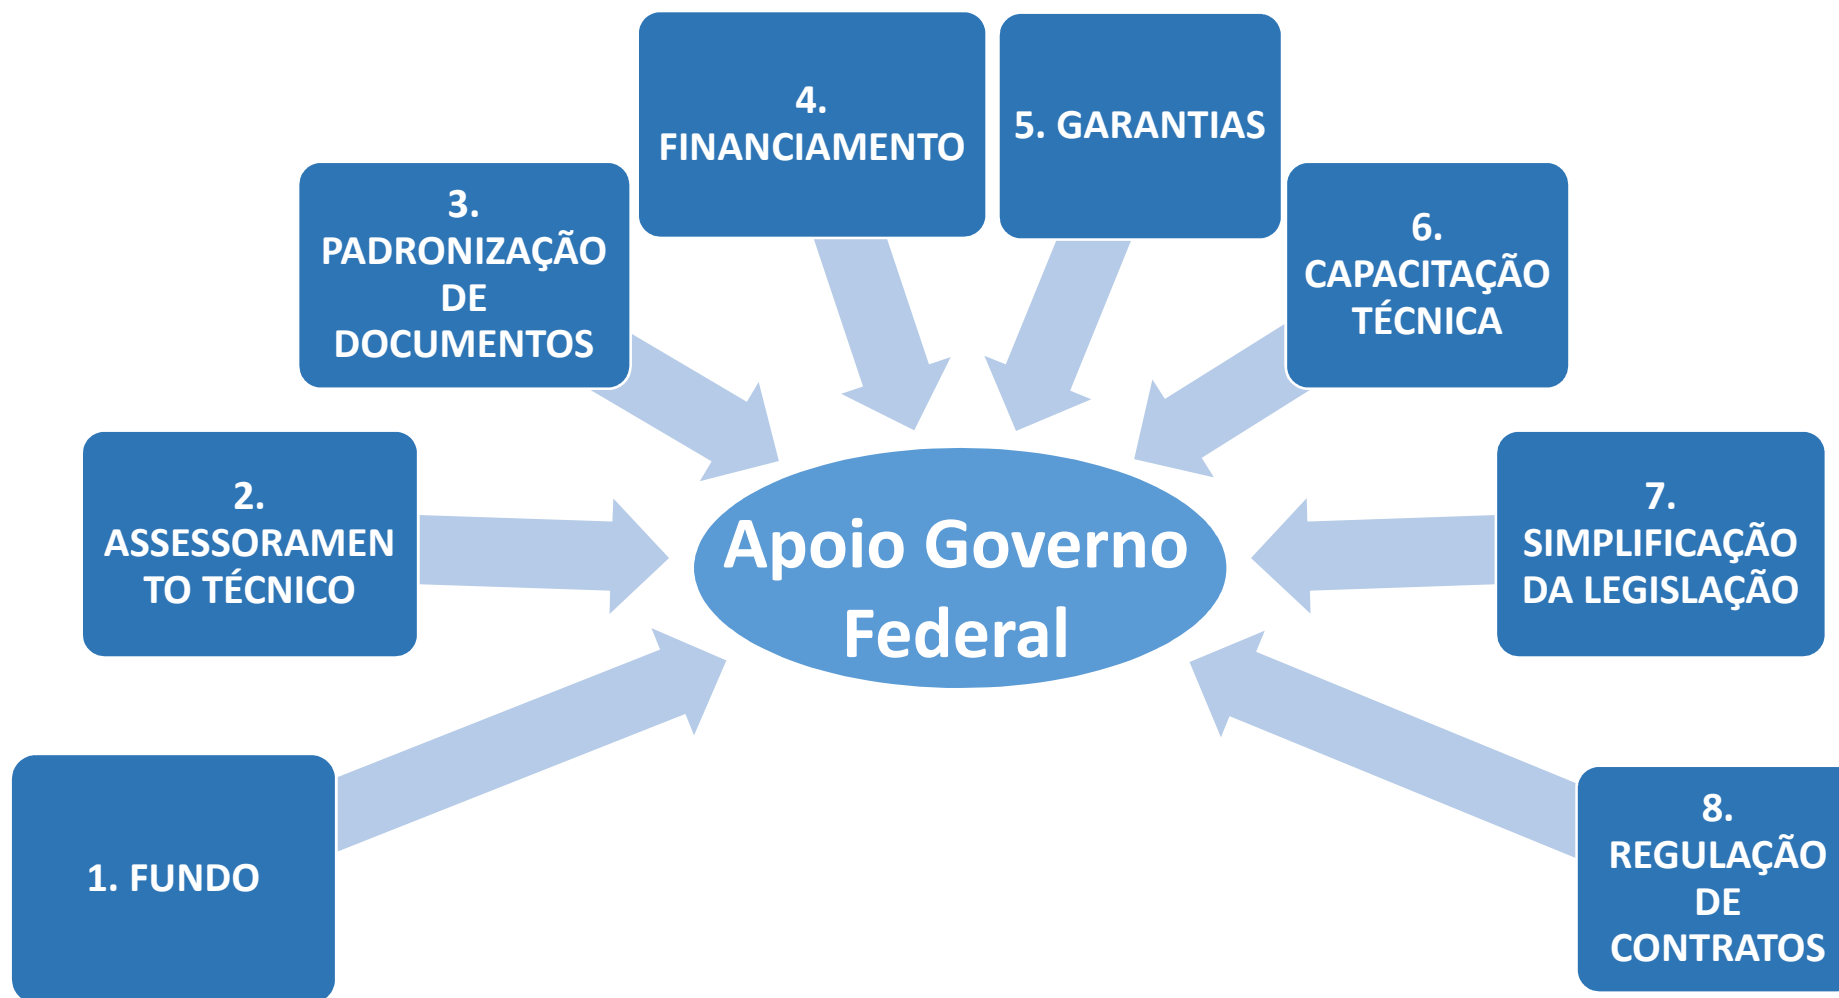 1. FUNDO
2.
ASSESSORAMEN
TO TÉCNICO
3.
PADRONIZAÇÃO
DE
DOCUMENTOS
4.
FINANCIAMENTO
5. GARANTIAS
6.
CAPACITAÇÃO
TÉCNICA
7.
SIMPLIFICAÇÃO
DA LEGISLAÇÃO
8.
REGULAÇÃO
DE
CONTRATOS
Apoio Governo
Federal